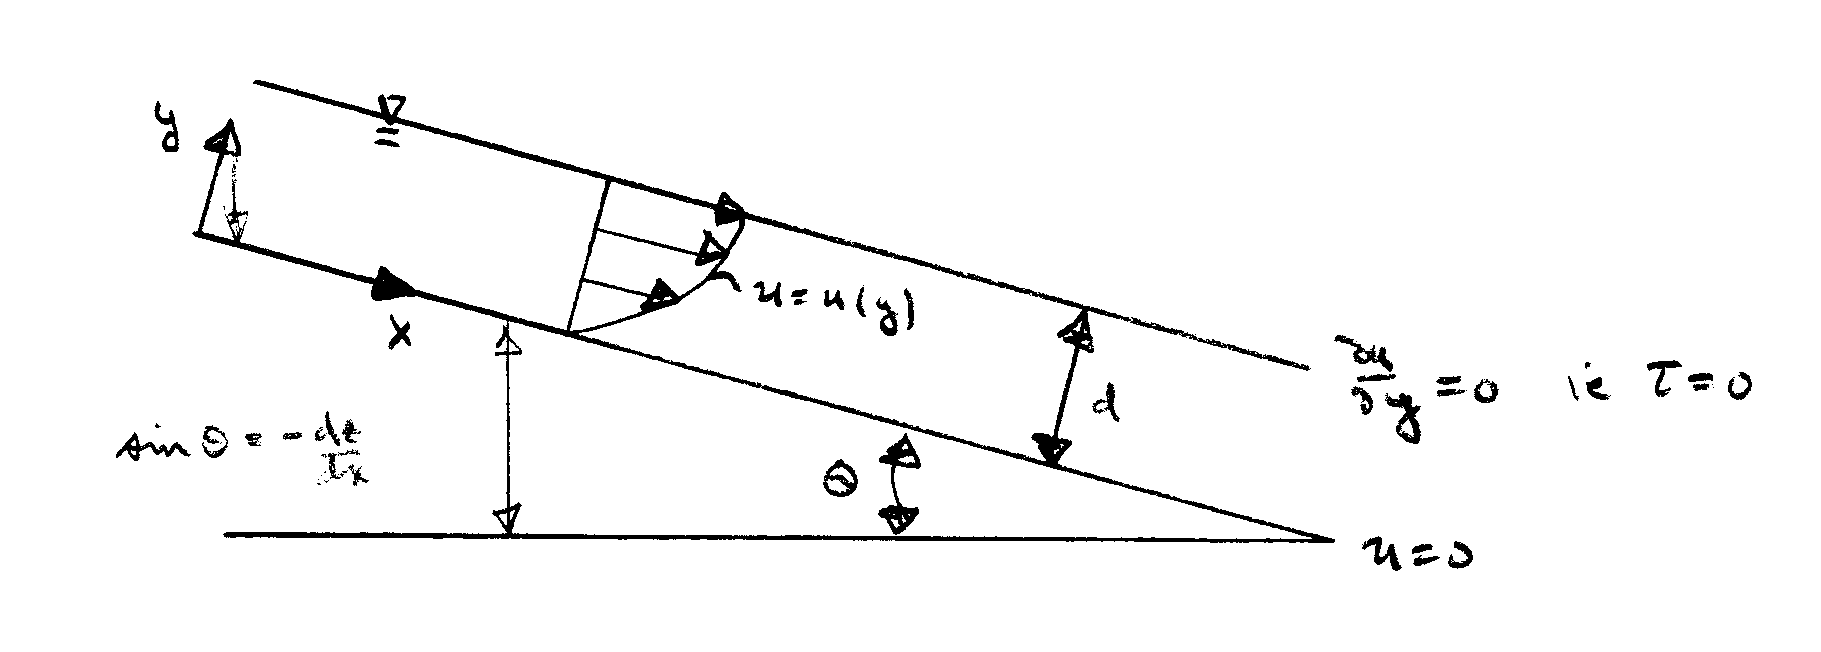 y
x
u = u(y)
d
∂u/∂y = 0 ie τ = 0
sin θ = - dz/dx
θ
u = 0